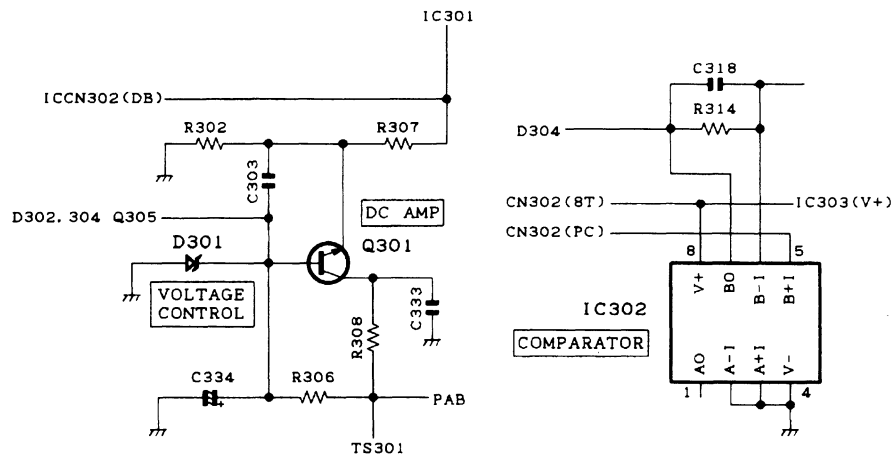 IC301
ICCN302(DB)
R302
R307
C303
D302.304 Q305
DC AMP
D301
Q301
VOLTAGE
CONTROL
C333
R308
C334
+
R306
PAB
TS301
C318
R314
D304
CN302(8T)
IC303(V+)
CN302(PC)
8
5
V+
BO
B-I
B+I
IC302
COMPARATOR
AO
A-I
A+I
V-
1
4